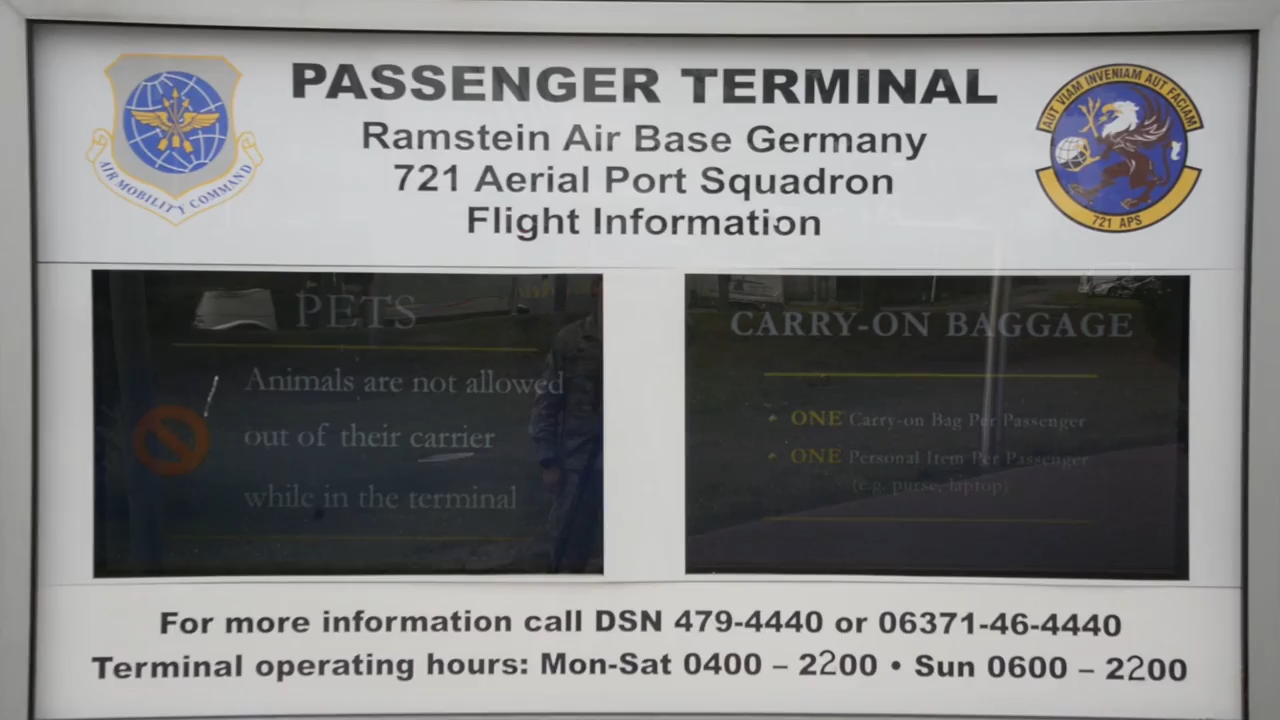 PASSENGER TERMINAL
Ramstein Air Base Germany
721 Aerial Port Squadron
Flight Information
AIR MOBILITY COMMAND
AUT VIAM INVENIAM AUT FACIAM
721 APS
PETS
Animals are not allowed
out of their carrier
while in the terminal
CARRY-ON BAGGAGE
• ONE Carry-on Bag Per Passenger
• ONE Personal Item Per Passenger
(e.g. purse, laptop)
For more information call DSN 479-4440 or 06371-46-4440
Terminal operating hours: Mon-Sat 0400 – 2200 • Sun 0600 – 2200